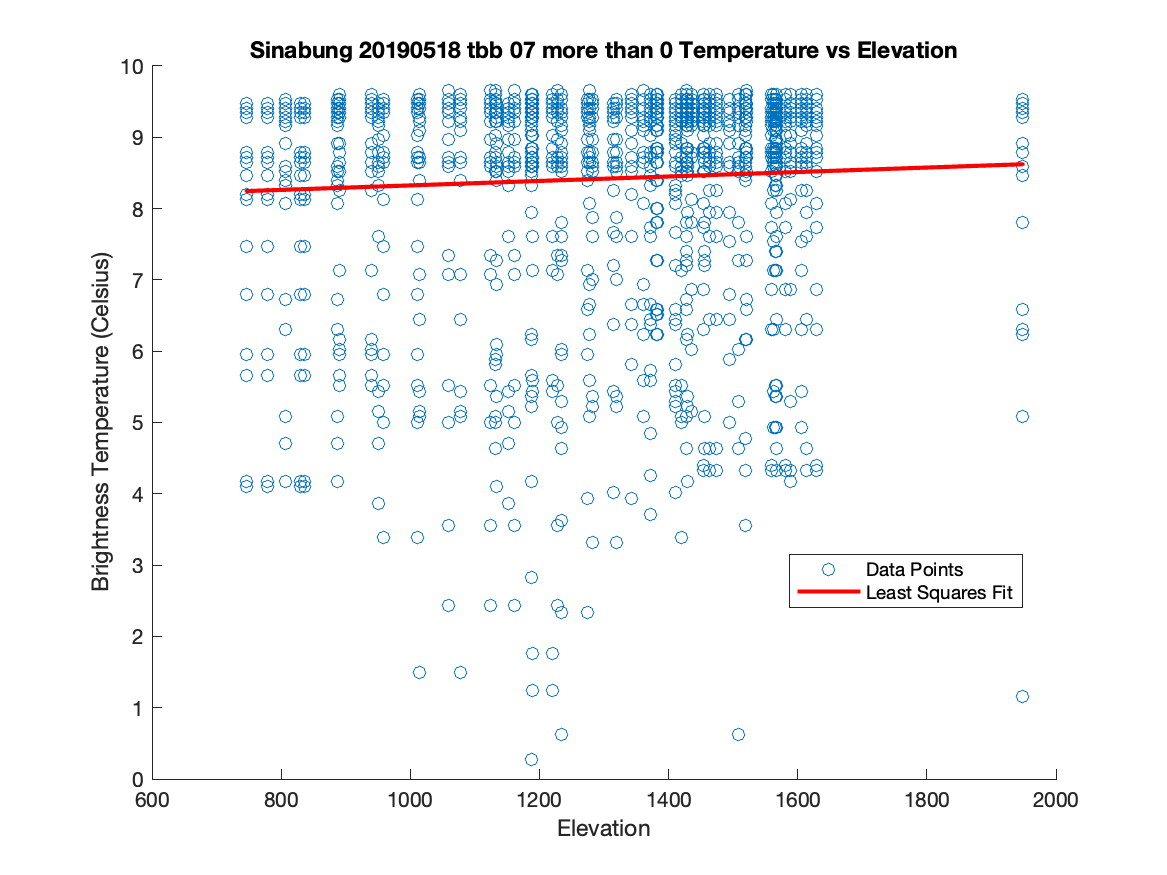 Sinabung 20190518 tbb 07 more than 0 Temperature vs Elevation
10
9
8
7
6
5
4
3
2
1
0
Brightness Temperature (Celsius)
Data Points
Least Squares Fit
600 800 1000 1200 1400 1600 1800 2000
Elevation